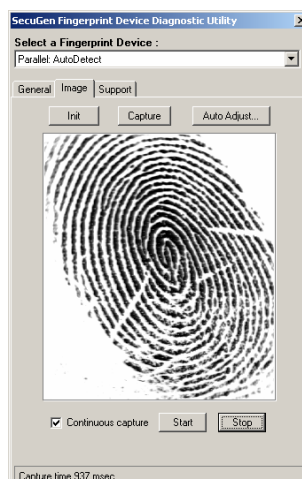 SecuGen Fingerprint Device Diagnostic Utility
Select a Fingerprint Device :
Parallel: AutoDetect
General Image Support
Init Capture Auto Adjust...
Continuous capture Start Stop
Capture time 937 msec